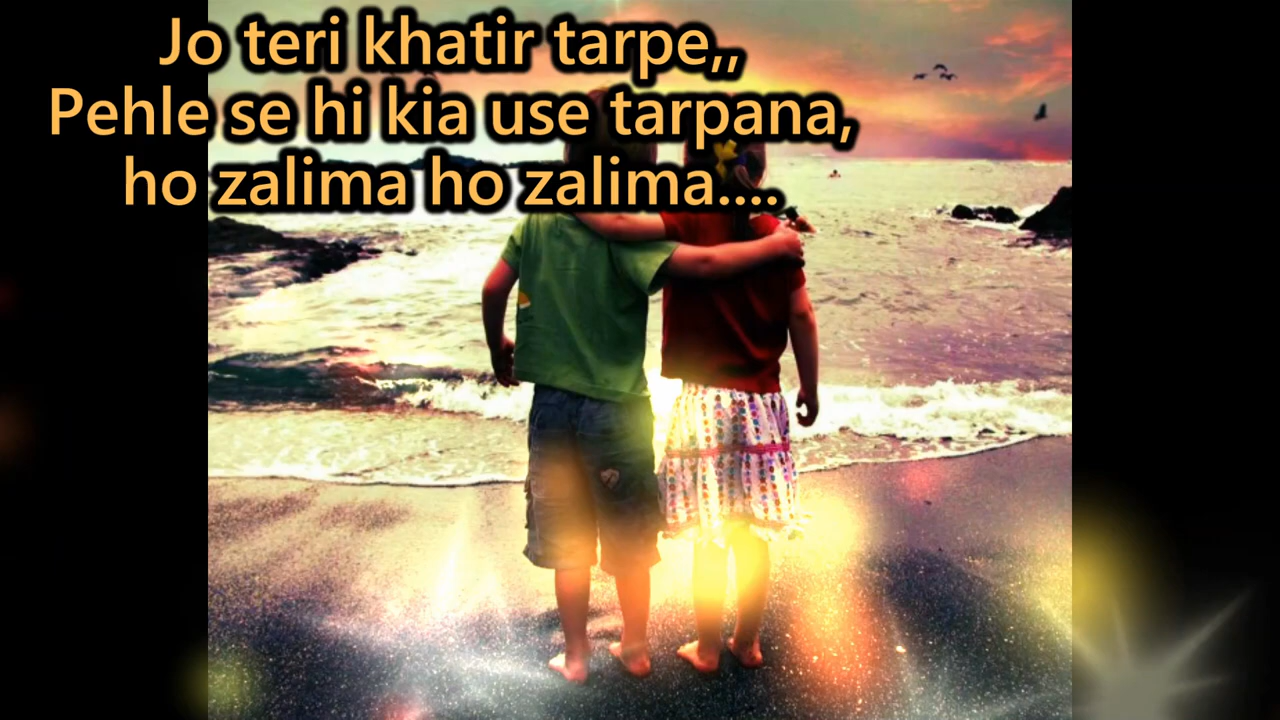 Jo teri khatir tarpe,,
Pehle se hi kia use tarpana,
ho zalima ho zalima....